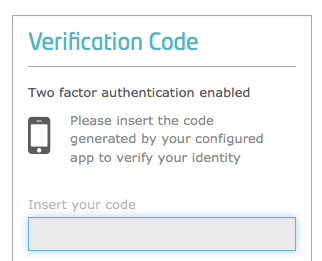 Verification Code
Two factor authentication enabled
Please insert the code
generated by your configured
app to verify your identity
Insert your code